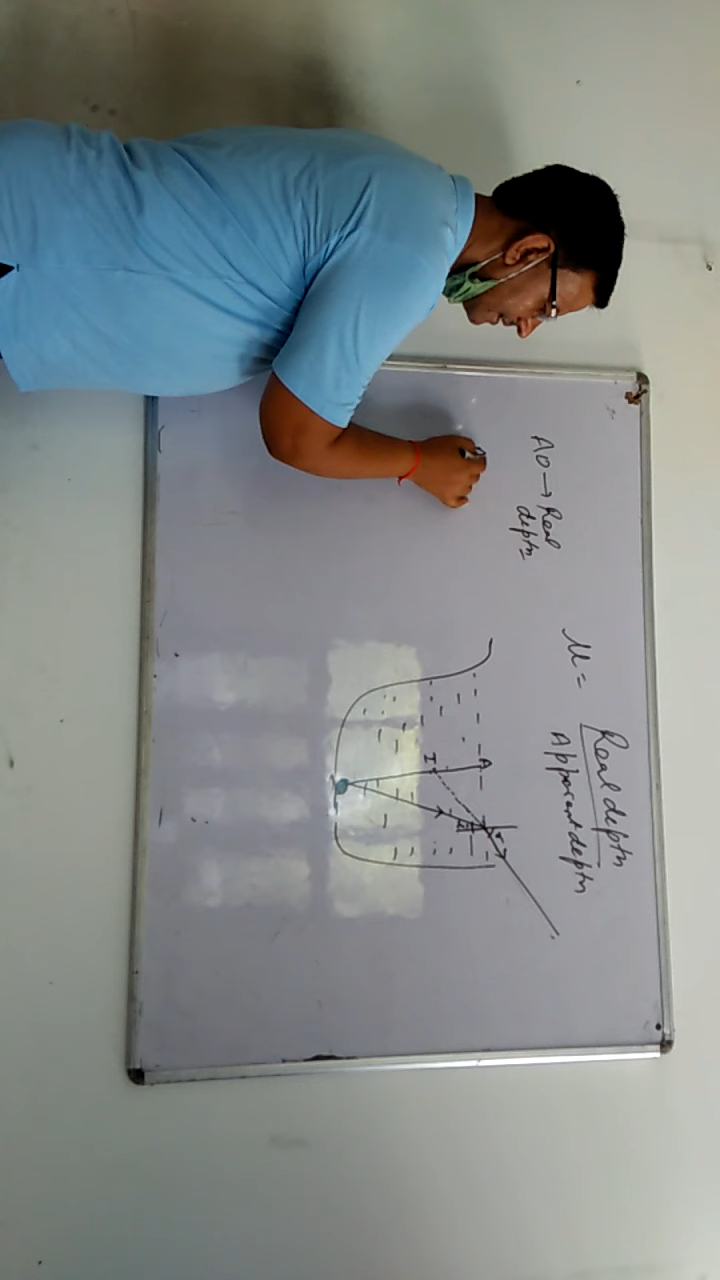 AO → Real
depth
μ = Real depth
Apparent depth
A
I
r